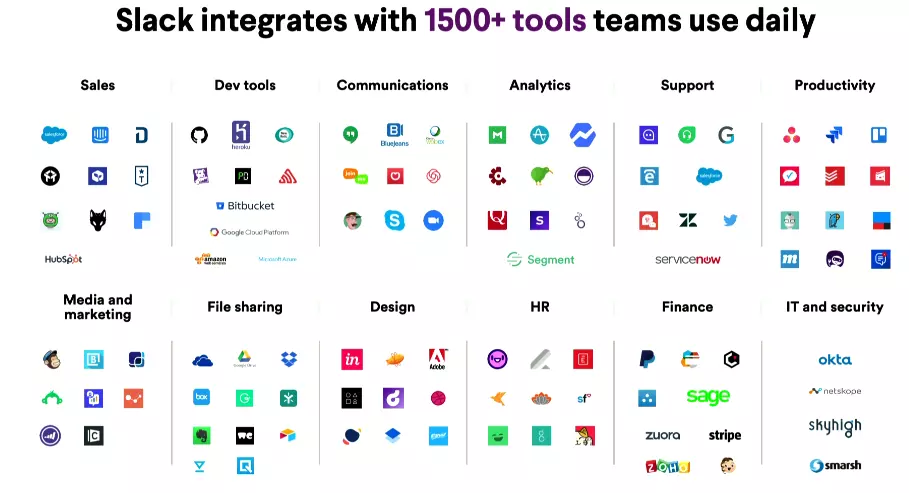 Slack integrates with 1500+ tools teams use daily
Sales
Dev tools
Communications
Analytics
Support
Productivity
salesforce
heroku
Bluejeans
PD
join me
salesforce
Bitbucket
Google Cloud Platform
HubSpot
amazon
web services
Microsoft Azure
Segment
servicenow
Media and
marketing
File sharing
Design
HR
Finance
IT and security
Google Drive
in
Adobe
okta
box
sf
sage
netskope
we
zuora
stripe
skyhigh
ZOHO
smarsh